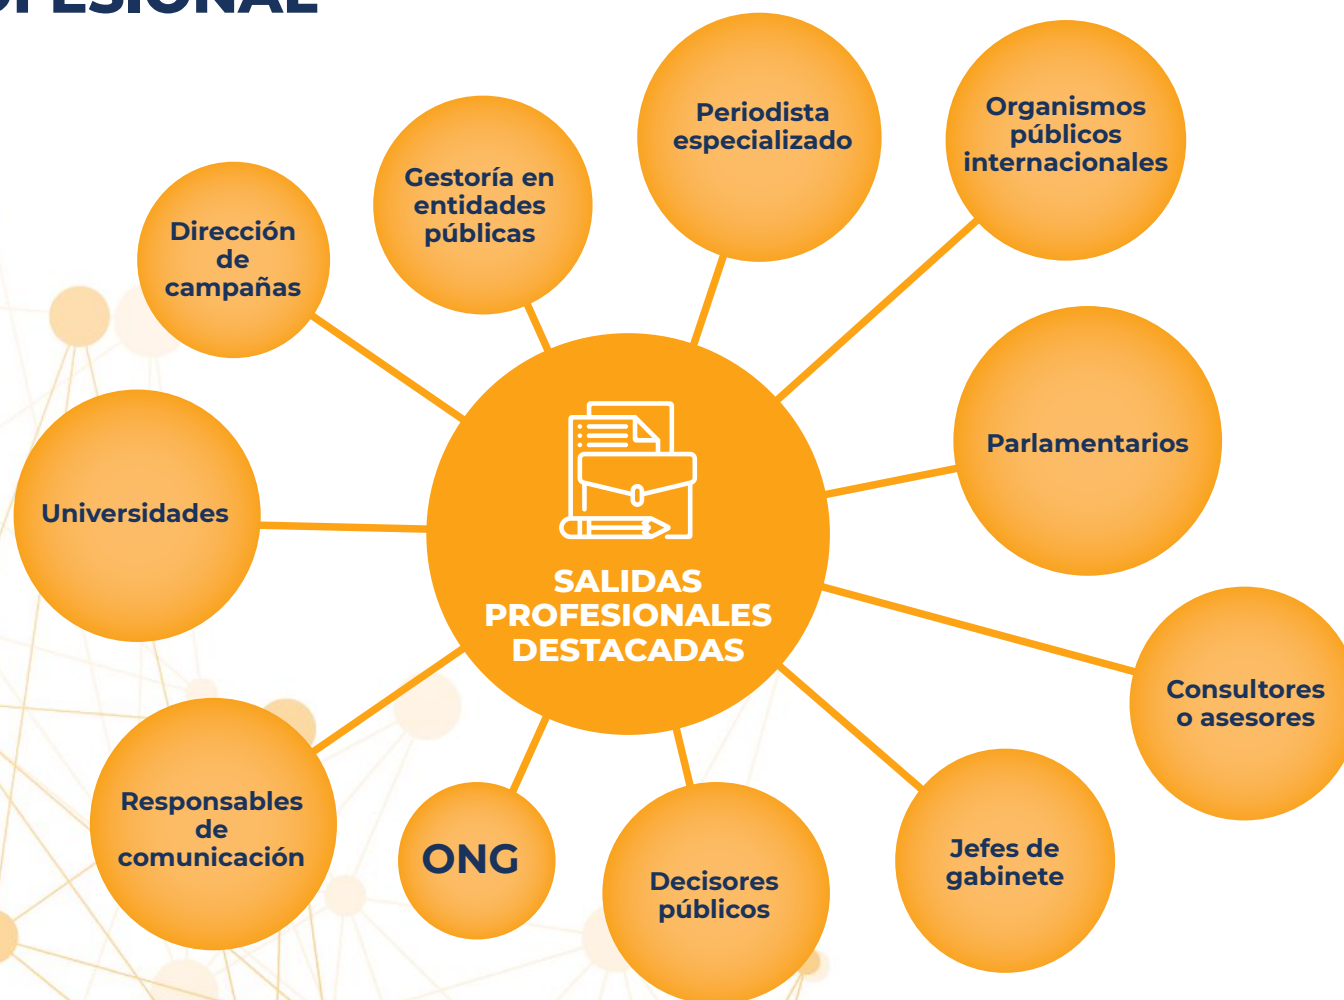 Periodista
especializado
Organismos
públicos
internacionales
Gestoría en
entidades
públicas
Dirección
de
campañas
Parlamentarios
Universidades
SALIDAS
PROFESIONALES
DESTACADAS
Consultores
o asesores
Responsables
de
comunicación
ONG
Decisores
públicos
Jefes de
gabinete